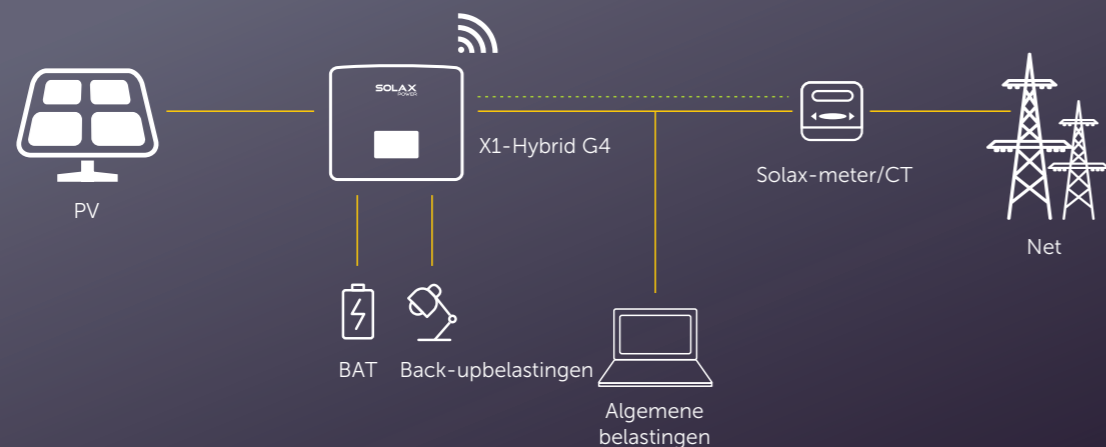 SOLAX
POWER
X1-Hybrid G4
Solax-meter/CT
PV
Net
BAT
Back-upbelastingen
Algemene
belastingen